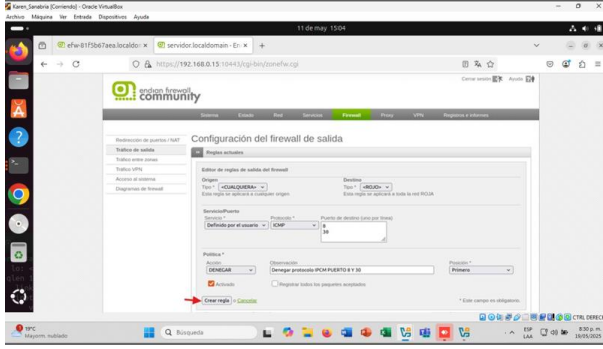 Karen_Sanabria [Corriendo] - Oracle VirtualBox
Archivo Máquina Ver Entrada Dispositivos Ayuda
11 de may 15:04
efw-81f5b67aea.localdor
servidor.localdomain - En
https://192.168.0.15:10443/cgi-bin/zonefw.cgi
endian firewall community
Cerrar sesión Ayuda
Sistema Estado Red Servicios Firewall Proxy VPN Registros e Informes
Redirección de puertos / NAT
Tráfico de salida
Tráfico entre zonas
Tráfico VPN
Acceso al sistema
Diagramas de firewall
Configuración del firewall de salida
Reglas actuales
Editor de reglas de salida del firewall
Origen Destino
Tipo * <CUALQUIERA> Tipo * <ROJO>
Esta regla se aplicará a cualquier origen. Esta regla se aplicará a toda la red ROJA
Servicio/Puerto
Servicio * Protocolo * Puerto de destino (uno por línea)
Definido por el usuario ICMP 8
30
Política *
Acción Observación Posición *
DENEGAR Denegar protocolo IPCM PUERTO 8 Y 30 Primero
Activado Registrar todos los paquetes aceptados
Crear regla o Cancelar * Este campo es obligatorio.
CTRL DERECH
19°C
Mayorm. nublado
Búsqueda
ESP
LAA
8:30 p. m.
19/05/2025